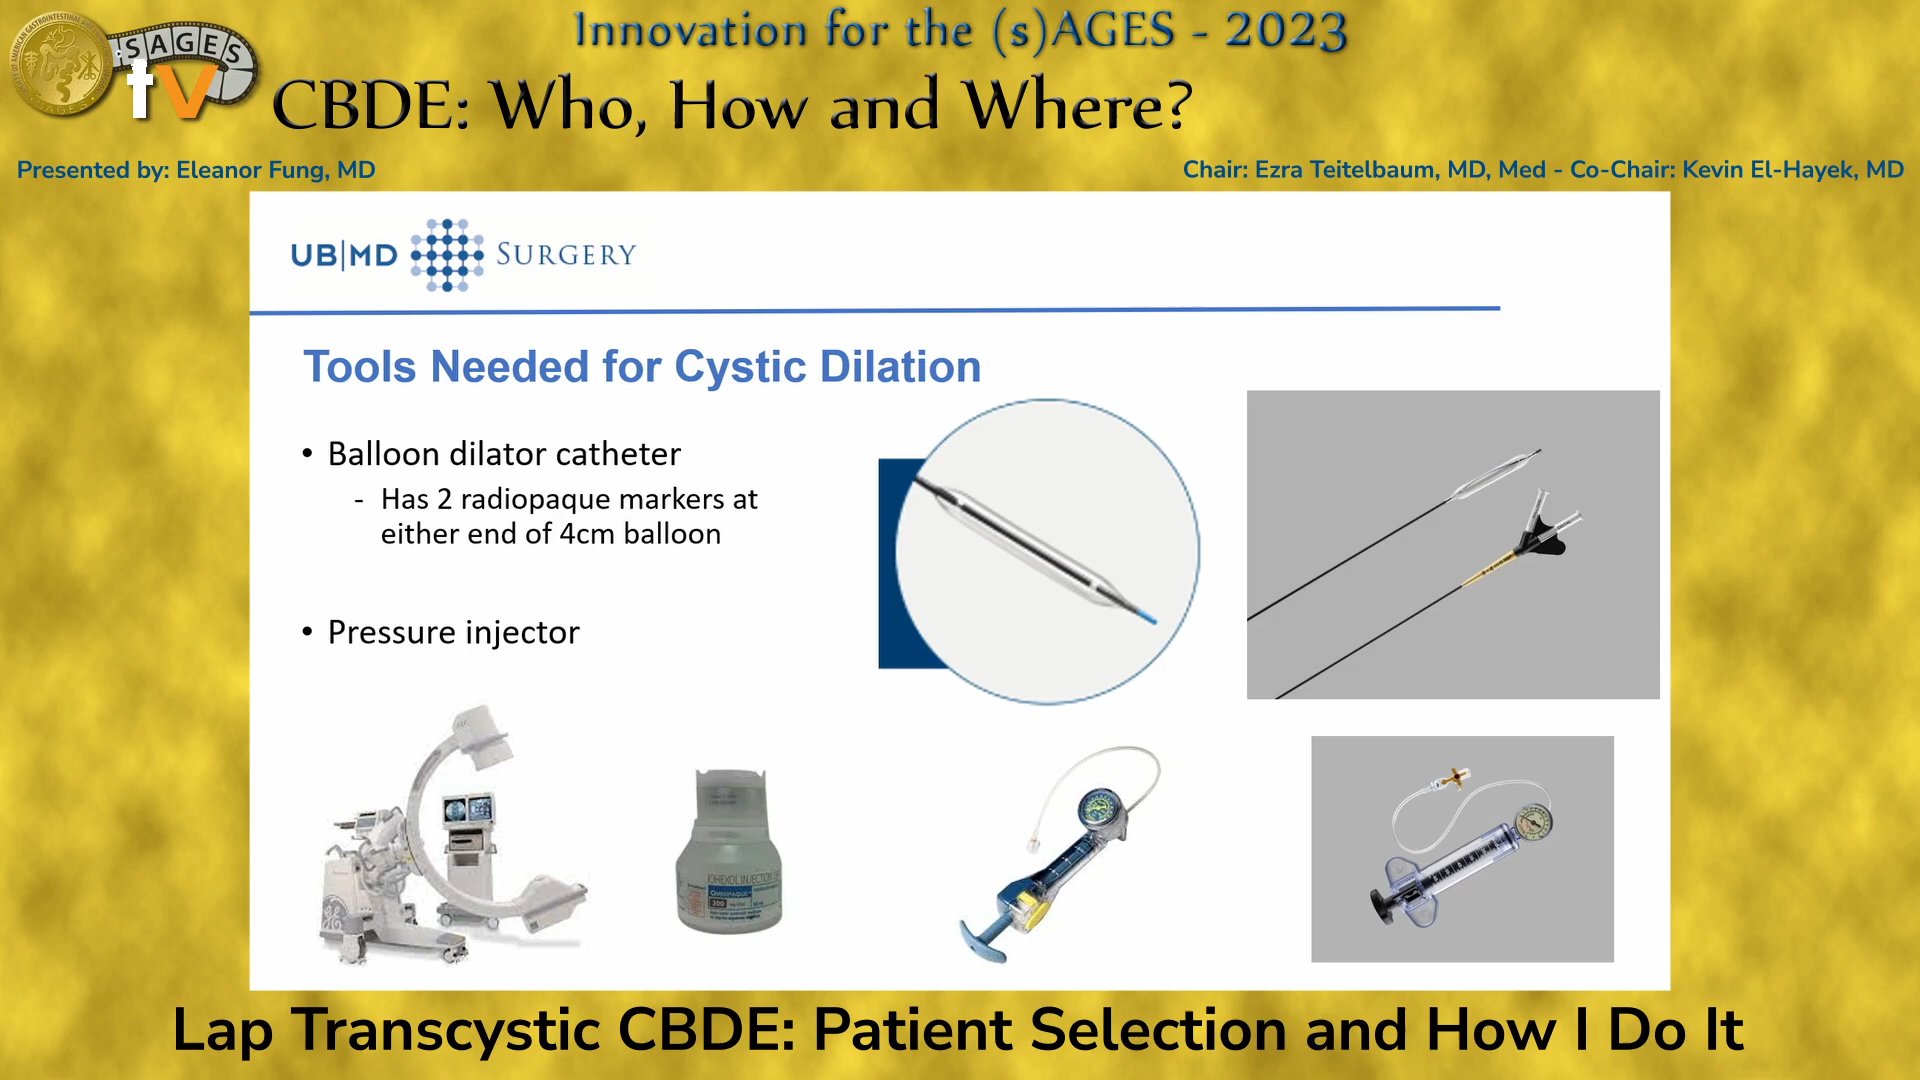 Innovation for the (s)AGES - 2023
SAGES
tv
CBDE: Who, How and Where?
Presented by: Eleanor Fung, MD
Chair: Ezra Teitelbaum, MD, Med - Co-Chair: Kevin El-Hayek, MD
UB|MD SURGERY
Tools Needed for Cystic Dilation
• Balloon dilator catheter
- Has 2 radiopaque markers at
either end of 4cm balloon
• Pressure injector
IOHEXOL INJECTION
OMNIPAQUE
300
Lap Transcystic CBDE: Patient Selection and How I Do It